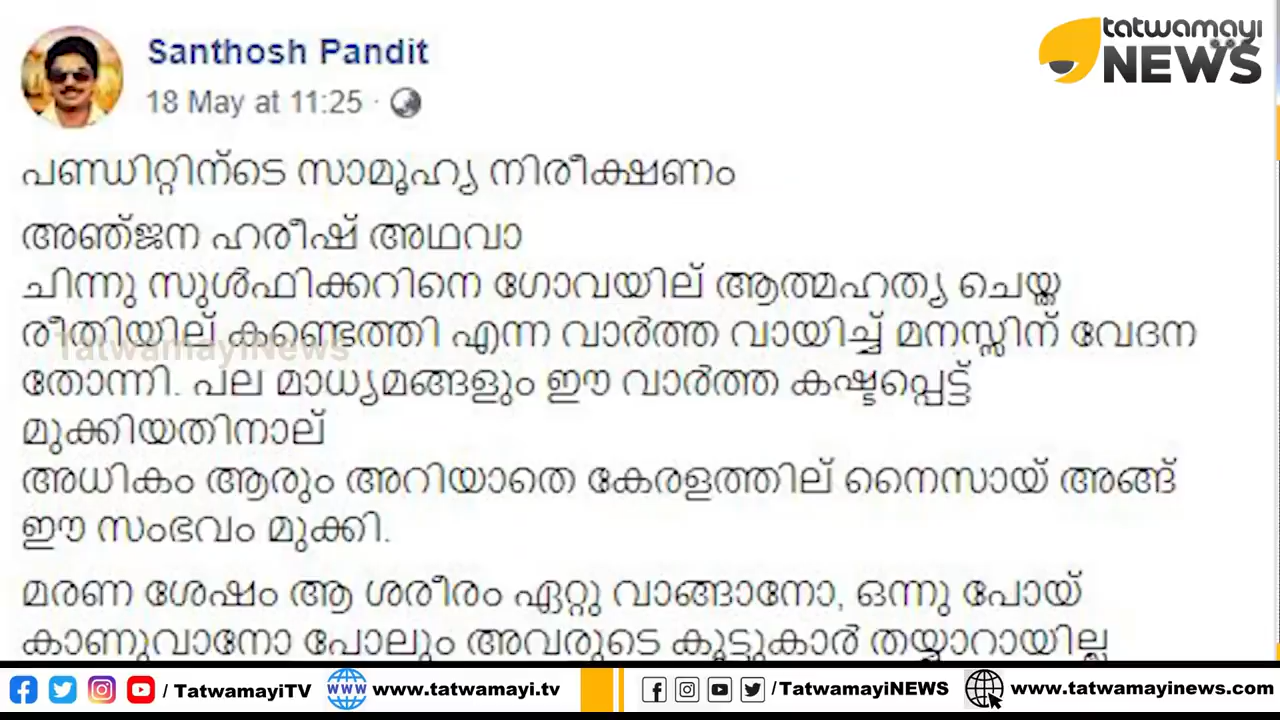 Santhosh Pandit
tatwamayi
NEWS
18 May at 11:25 ·
പണ്ഡിറ്റിന്ടെ സാമൂഹ്യ നിരീക്ഷണം
അഞ്ജന ഹരീഷ് അഥവാ
ചിന്നു സുൾഫിക്കറിനെ ഗോവയില് ആത്മഹത്യ ചെയ്ത
രീതിയില് കണ്ടെത്തി എന്ന വാർത്ത വായിച്ച് മനസ്സിന് വേദന
TatwamayiNews
തോന്നി. പല മാധ്യമങ്ങളും ഈ വാർത്ത കഷ്ടപ്പെട്ട്
മുക്കിയതിനാല്
അധികം ആരും അറിയാതെ കേരളത്തില് നൈസായ് അങ്ങ്
ഈ സംഭവം മുക്കി.
മരണ ശേഷം ആ ശരീരം ഏറ്റു വാങ്ങാനോ, ഒന്നു പോയ്
കാണുവാനോ പോലും അവരുടെ കൂട്ടുകാർ തയ്യാറായില്ല
/ TatwamayiTV www.tatwamayi.tv /TatwamayiNEWS www.tatwamayinews.com